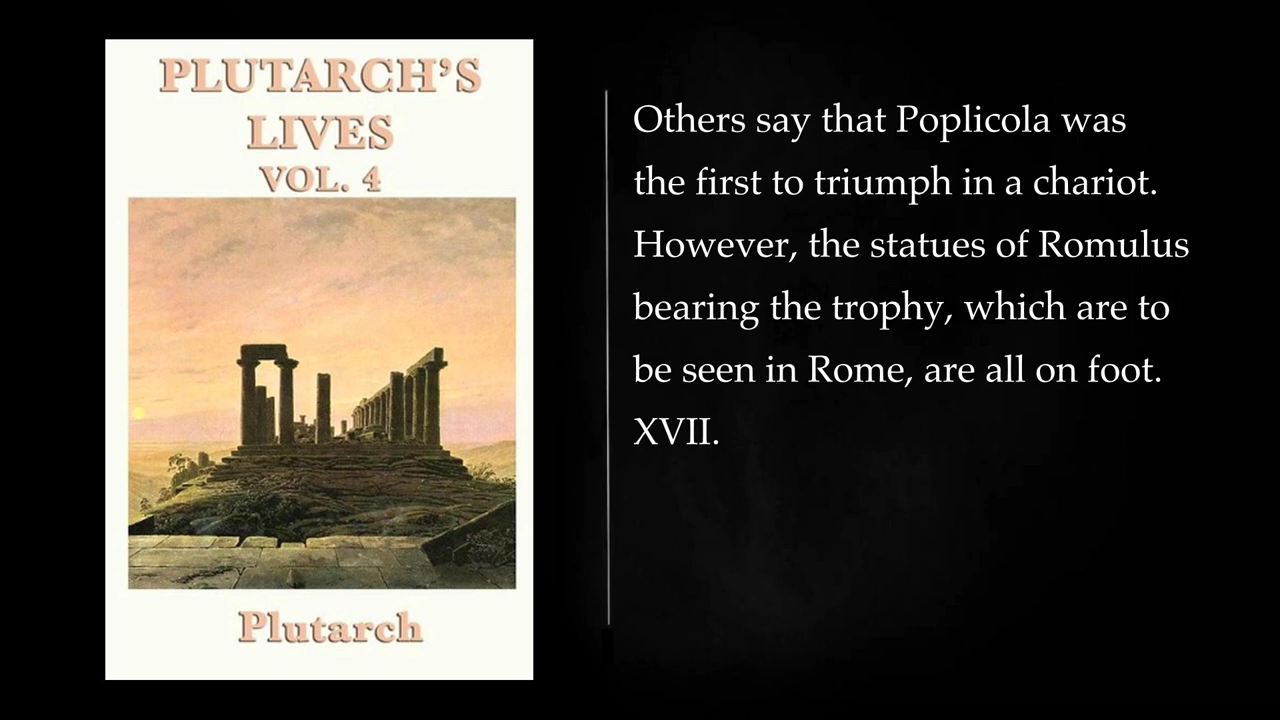 PLUTARCH'S
LIVES
VOL. 4
Plutarch
Others say that Poplicola was
the first to triumph in a chariot.
However, the statues of Romulus
bearing the trophy, which are to
be seen in Rome, are all on foot.
XVII.